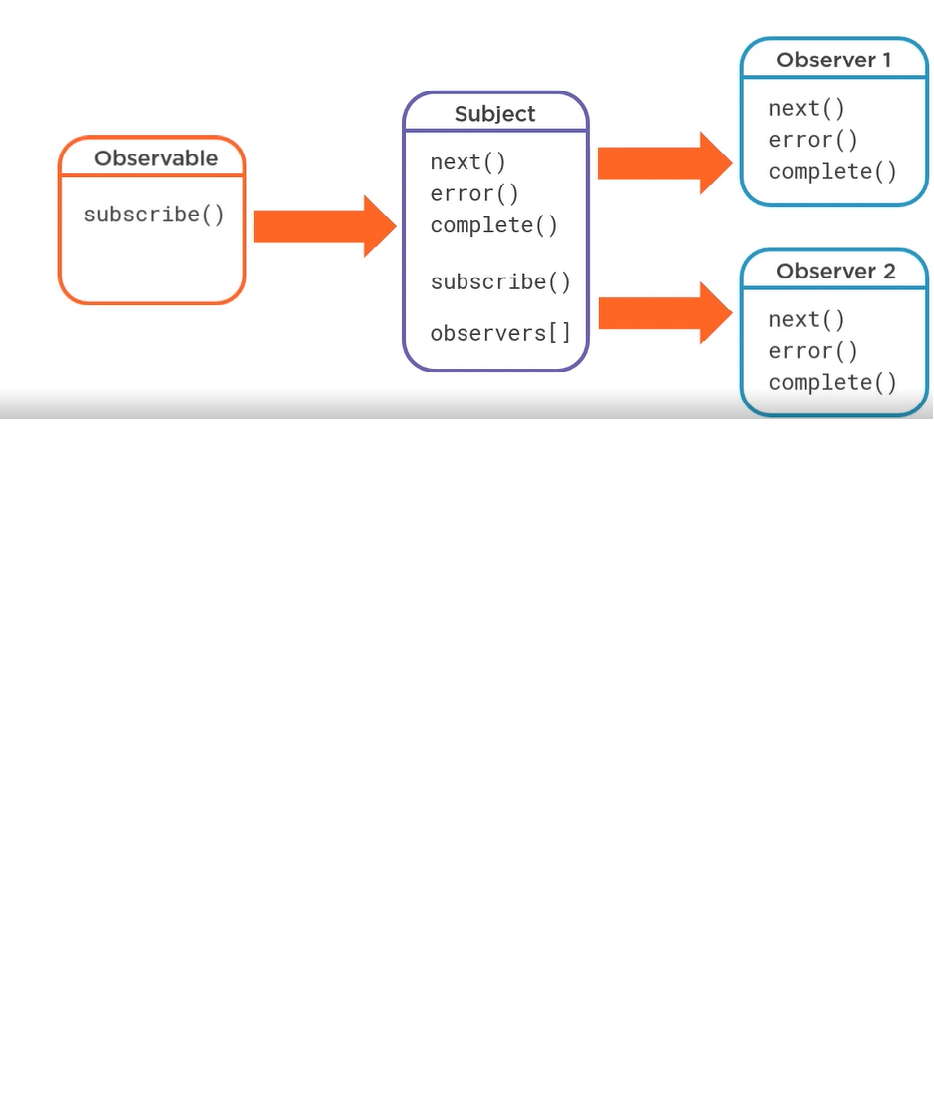 Observable
subscribe()
Subject
next()
error()
complete()
subscribe()
observers[]
Observer 1
next()
error()
complete()
Observer 2
next()
error()
complete()